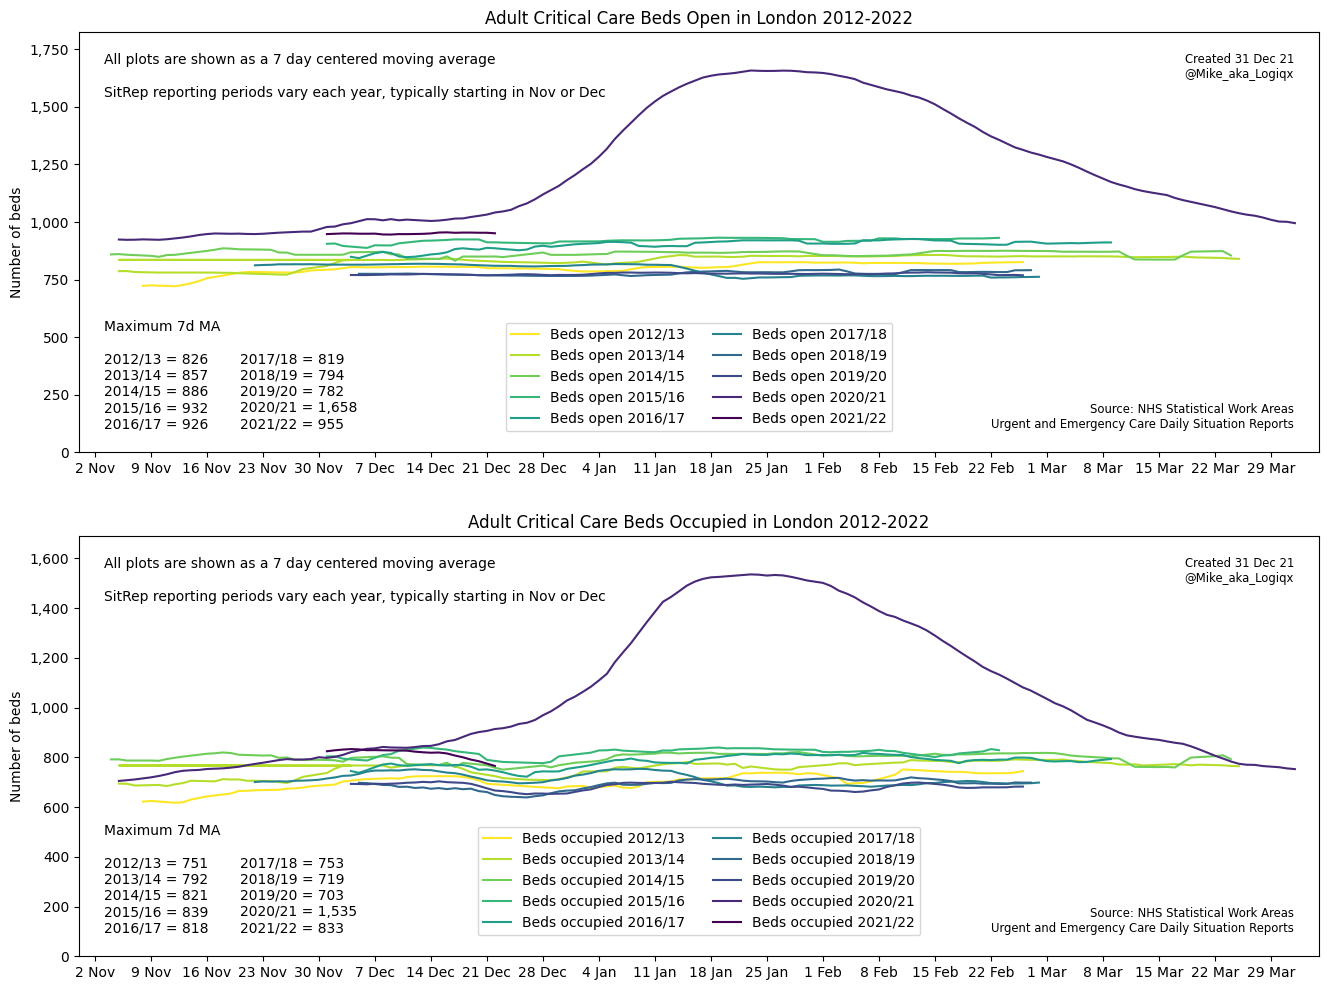 Adult Critical Care Beds Open in London 2012-2022
All plots are shown as a 7 day centered moving average
SitRep reporting periods vary each year, typically starting in Nov or Dec
Created 31 Dec 21
@Mike_aka_Logiqx
Number of beds
1,750
1,500
1,250
1,000
750
500
250
0
Maximum 7d MA
2012/13 = 826
2013/14 = 857
2014/15 = 886
2015/16 = 932
2016/17 = 926
2017/18 = 819
2018/19 = 794
2019/20 = 782
2020/21 = 1,658
2021/22 = 955
Beds open 2012/13
Beds open 2013/14
Beds open 2014/15
Beds open 2015/16
Beds open 2016/17
Beds open 2017/18
Beds open 2018/19
Beds open 2019/20
Beds open 2020/21
Beds open 2021/22
Source: NHS Statistical Work Areas
Urgent and Emergency Care Daily Situation Reports
2 Nov 9 Nov 16 Nov 23 Nov 30 Nov 7 Dec 14 Dec 21 Dec 28 Dec 4 Jan 11 Jan 18 Jan 25 Jan 1 Feb 8 Feb 15 Feb 22 Feb 1 Mar 8 Mar 15 Mar 22 Mar 29 Mar
Adult Critical Care Beds Occupied in London 2012-2022
All plots are shown as a 7 day centered moving average
SitRep reporting periods vary each year, typically starting in Nov or Dec
Created 31 Dec 21
@Mike_aka_Logiqx
Number of beds
1,600
1,400
1,200
1,000
800
600
400
200
0
Maximum 7d MA
2012/13 = 751
2013/14 = 792
2014/15 = 821
2015/16 = 839
2016/17 = 818
2017/18 = 753
2018/19 = 719
2019/20 = 703
2020/21 = 1,535
2021/22 = 833
Beds occupied 2012/13
Beds occupied 2013/14
Beds occupied 2014/15
Beds occupied 2015/16
Beds occupied 2016/17
Beds occupied 2017/18
Beds occupied 2018/19
Beds occupied 2019/20
Beds occupied 2020/21
Beds occupied 2021/22
Source: NHS Statistical Work Areas
Urgent and Emergency Care Daily Situation Reports
2 Nov 9 Nov 16 Nov 23 Nov 30 Nov 7 Dec 14 Dec 21 Dec 28 Dec 4 Jan 11 Jan 18 Jan 25 Jan 1 Feb 8 Feb 15 Feb 22 Feb 1 Mar 8 Mar 15 Mar 22 Mar 29 Mar